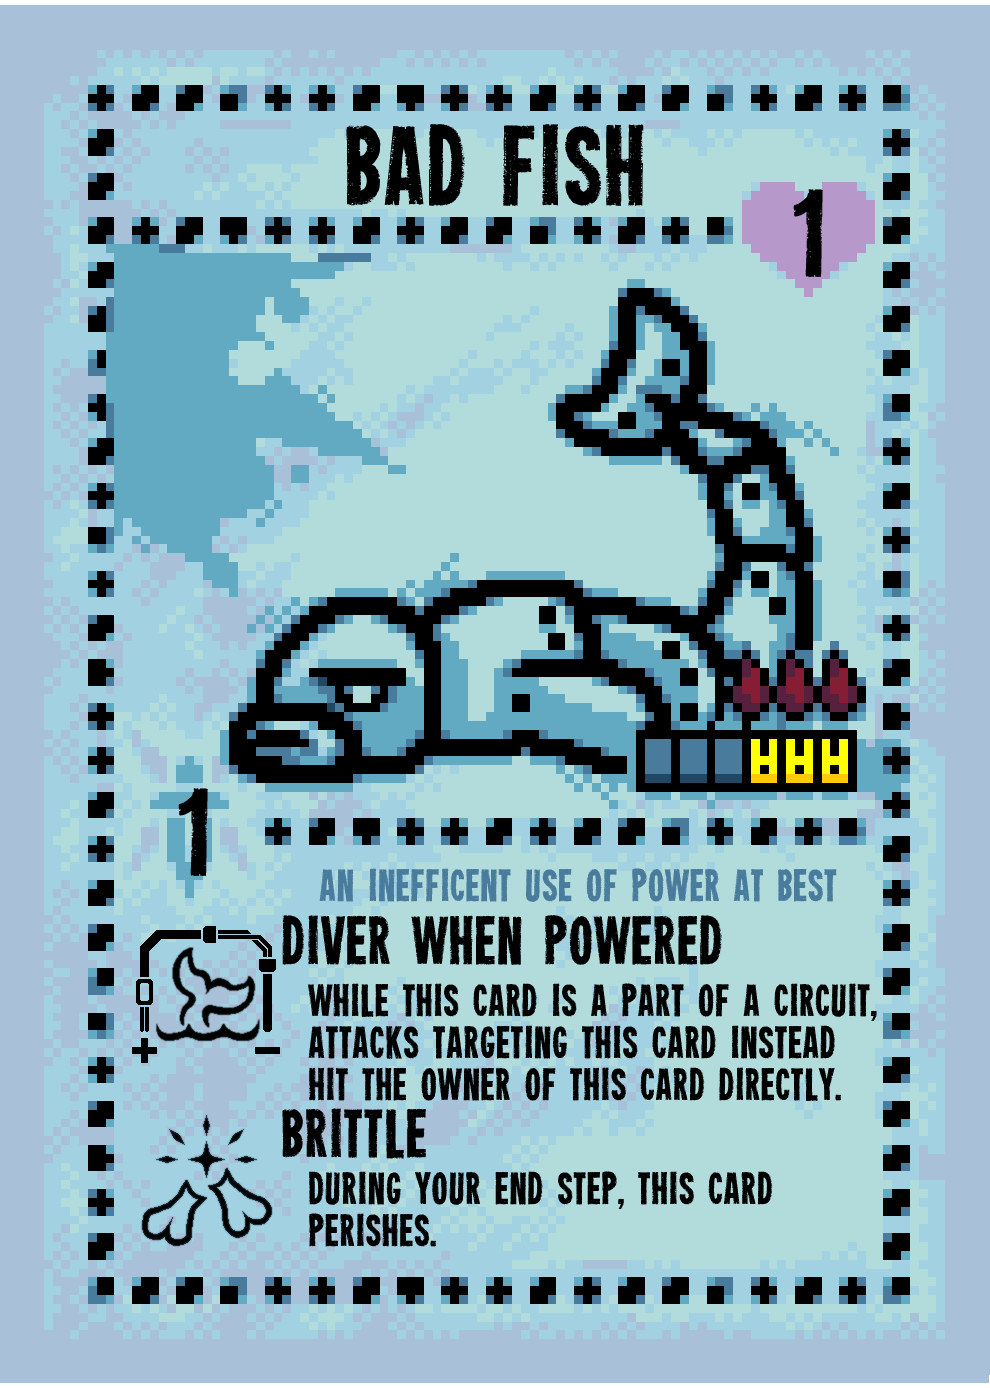 BAD FISH
1
1
AN INEFFICENT USE OF POWER AT BEST
DIVER WHEN POWERED
WHILE THIS CARD IS A PART OF A CIRCUIT,
ATTACKS TARGETING THIS CARD INSTEAD
HIT THE OWNER OF THIS CARD DIRECTLY.
BRITTLE
DURING YOUR END STEP, THIS CARD
PERISHES.